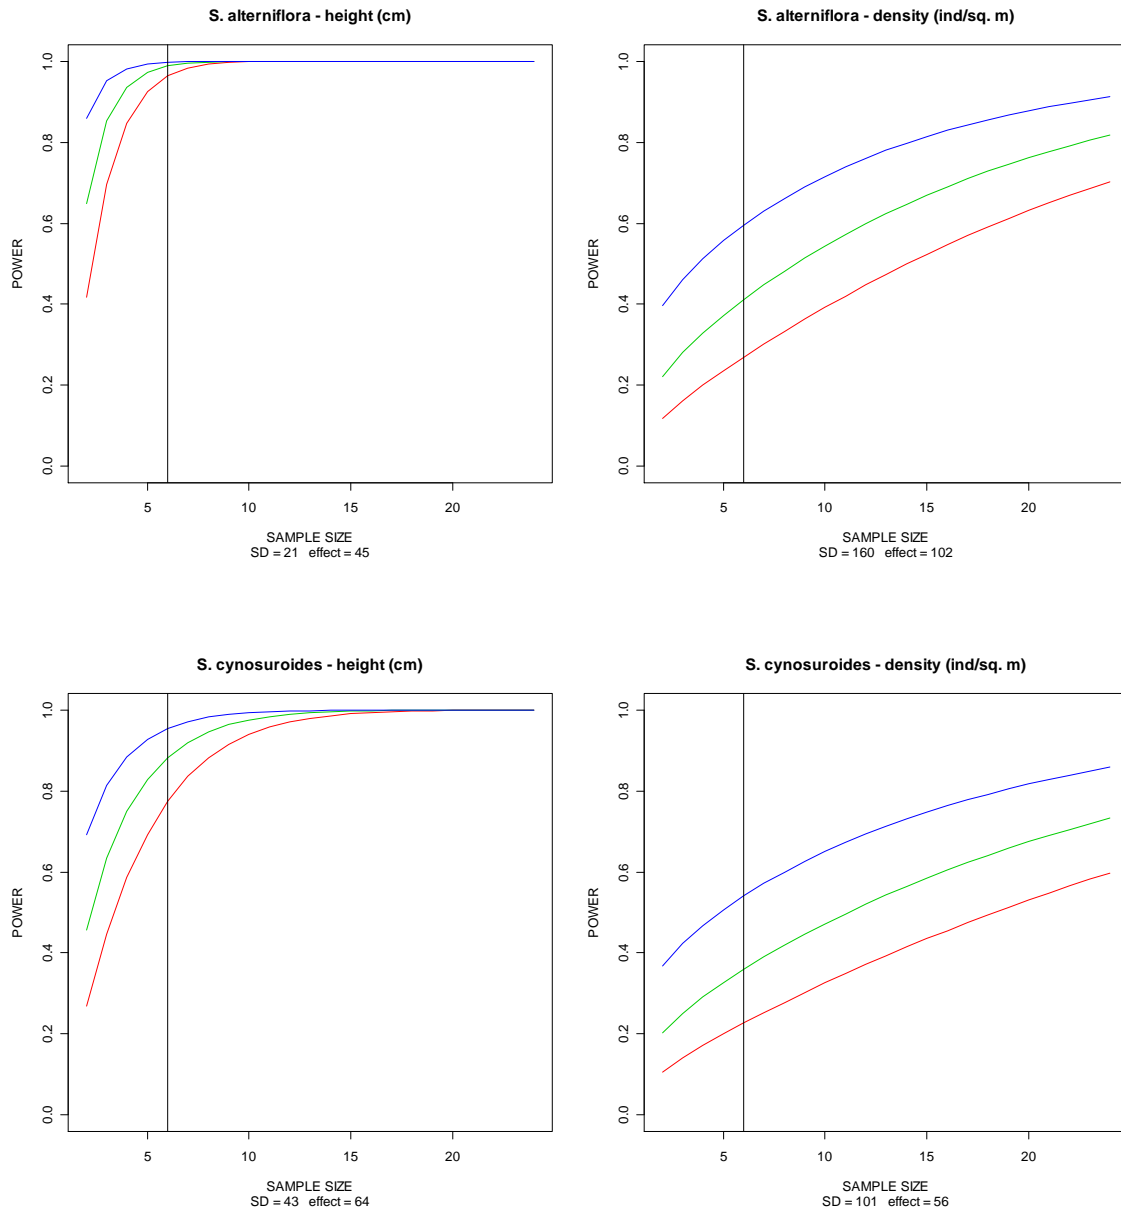 S. alterniflora - height (cm)
POWER
0.0 0.2 0.4 0.6 0.8 1.0
5 10 15 20
SAMPLE SIZE
SD = 21 effect = 45
S. alterniflora - density (ind/sq. m)
POWER
0.0 0.2 0.4 0.6 0.8 1.0
5 10 15 20
SAMPLE SIZE
SD = 160 effect = 102
S. cynosuroides - height (cm)
POWER
0.0 0.2 0.4 0.6 0.8 1.0
5 10 15 20
SAMPLE SIZE
SD = 43 effect = 64
S. cynosuroides - density (ind/sq. m)
POWER
0.0 0.2 0.4 0.6 0.8 1.0
5 10 15 20
SAMPLE SIZE
SD = 101 effect = 56